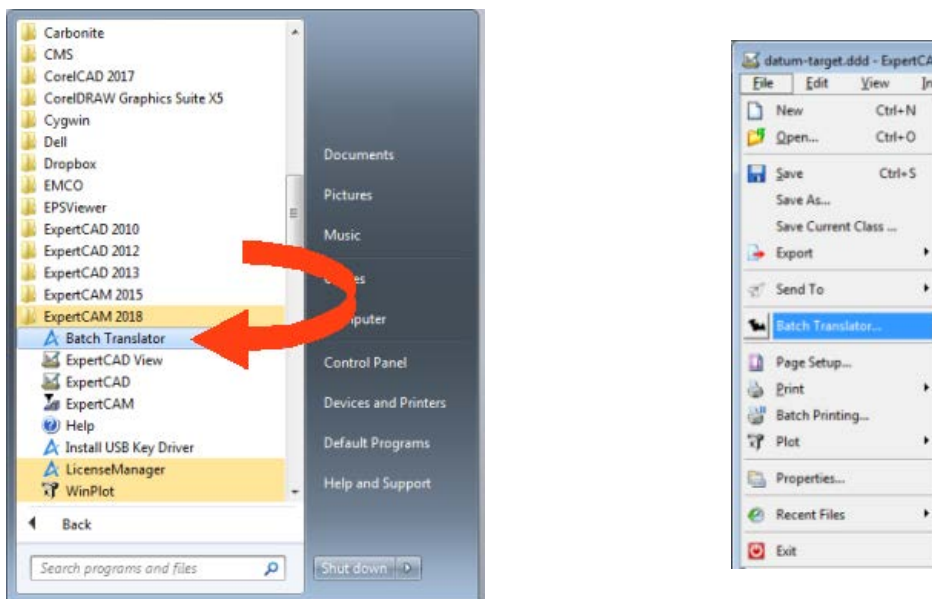 Carbonite
CMS
CorelCAD 2017
CorelDRAW Graphics Suite X5
Cygwin
Dell
Dropbox
EMCO
EPSViewer
ExpertCAD 2010
ExpertCAD 2012
ExpertCAD 2013
ExpertCAM 2015
ExpertCAM 2018
Batch Translator
ExpertCAD View
ExpertCAD
ExpertCAM
Help
Install USB Key Driver
LicenseManager
WinPlot
Back
Search programs and files
Documents
Pictures
Music
Control Panel
Devices and Printers
Default Programs
Help and Support
Shut down
datum-target.ddd - ExpertCA
File Edit View In
New Ctrl+N
Open... Ctrl+O
Save Ctrl+S
Save As...
Save Current Class ...
Export
Send To
Batch Translator...
Page Setup...
Print
Batch Printing...
Plot
Properties...
Recent Files
Exit